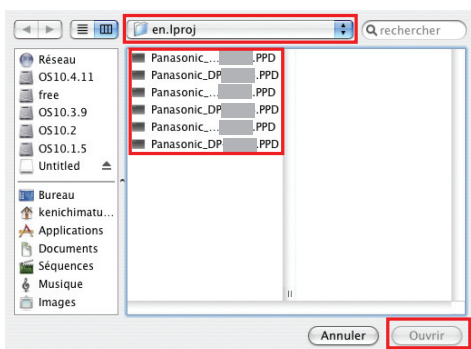 en.lproj
rechercher
Réseau
OS10.4.11
free
OS10.3.9
OS10.2
OS10.1.5
Untitled
Bureau
kenichimatu...
Applications
Documents
Séquences
Musique
Images
Panasonic_... .PPD
Panasonic_DP .PPD
Panasonic_... .PPD
Panasonic_DP .PPD
Panasonic_... .PPD
Panasonic_DP .PPD
Annuler
Ouvrir